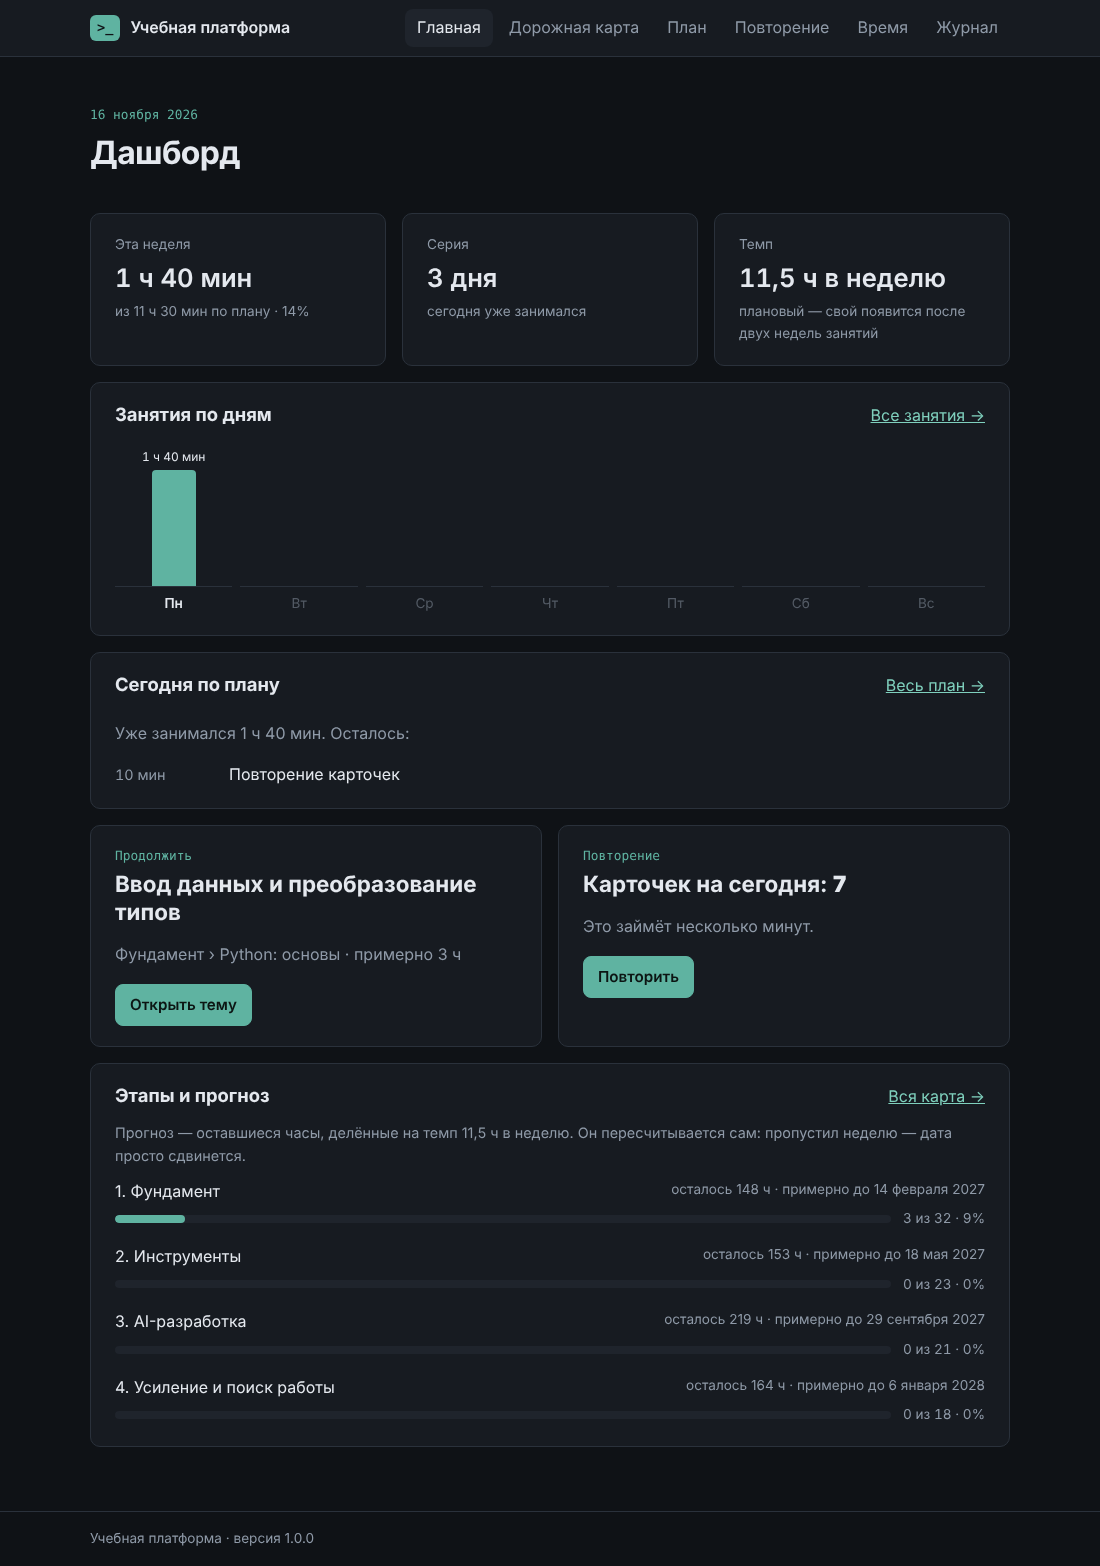 >_ Учебная платформа Главная Дорожная карта План Повторение Время Журнал
16 ноября 2026
Дашборд
Эта неделя
1 ч 40 мин
из 11 ч 30 мин по плану · 14%
Серия
3 дня
сегодня уже занимался
Темп
11,5 ч в неделю
плановый — свой появится после
двух недель занятий
Занятия по дням
Все занятия →
1 ч 40 мин
Пн Вт Ср Чт Пт Сб Вс
Сегодня по плану
Весь план →
Уже занимался 1 ч 40 мин. Осталось:
10 мин Повторение карточек
Продолжить
Ввод данных и преобразование
типов
Фундамент › Python: основы · примерно 3 ч
Открыть тему
Повторение
Карточек на сегодня: 7
Это займёт несколько минут.
Повторить
Этапы и прогноз
Вся карта →
Прогноз — оставшиеся часы, делённые на темп 11,5 ч в неделю. Он пересчитывается сам: пропустил неделю — дата
просто сдвинется.
1. Фундамент осталось 148 ч · примерно до 14 февраля 2027
3 из 32 · 9%
2. Инструменты осталось 153 ч · примерно до 18 мая 2027
0 из 23 · 0%
3. AI-разработка осталось 219 ч · примерно до 29 сентября 2027
0 из 21 · 0%
4. Усиление и поиск работы осталось 164 ч · примерно до 6 января 2028
0 из 18 · 0%
Учебная платформа · версия 1.0.0